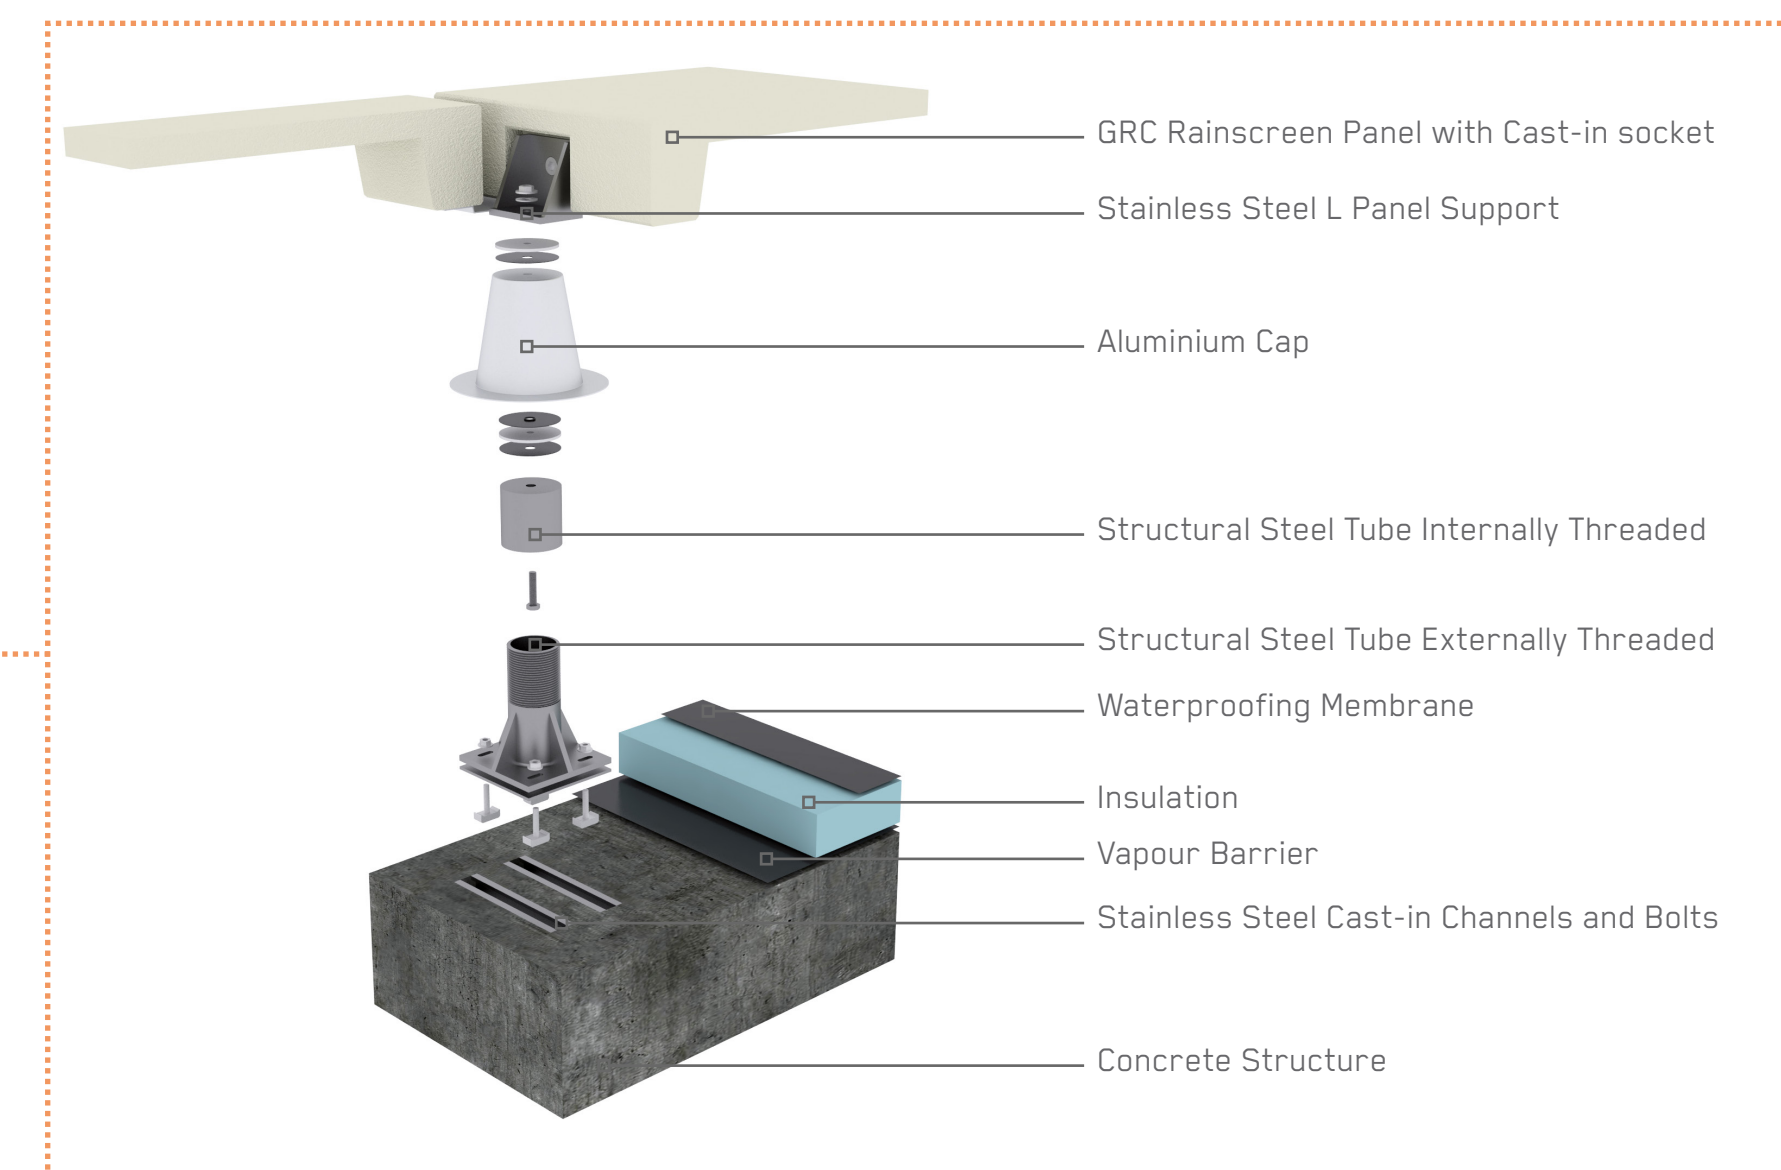 GRC Rainscreen Panel with Cast-in socket
Stainless Steel L Panel Support
Aluminium Cap
Structural Steel Tube Internally Threaded
Structural Steel Tube Externally Threaded
Waterproofing Membrane
Insulation
Vapour Barrier
Stainless Steel Cast-in Channels and Bolts
Concrete Structure